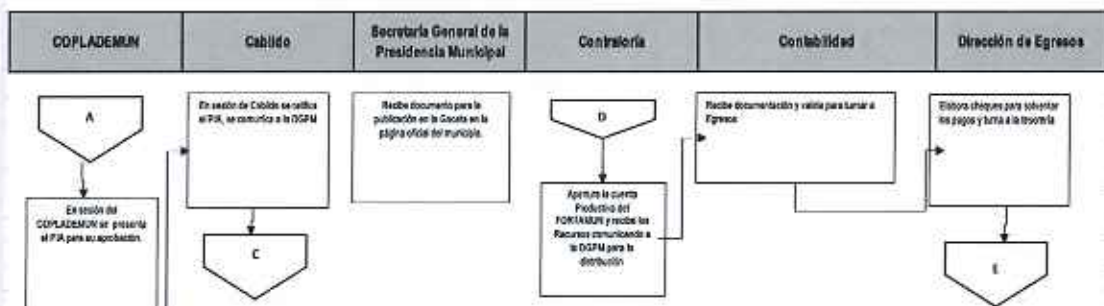 COPLADEMUN
Cabildo
Secretaría General de la
Presidencia Municipal
Contraloría
Contabilidad
Dirección de Egresos
A
En sesión del
COPLADEMUN se presenta
el PIA para su aprobación.
En sesión de Cabildo se ratifica
el PIA, se comunica a la DGPM
C
Recibe documento para la
publicación en la Gaceta en la
página oficial del municipio.
D
Apertura la cuenta
Productiva del
FORTAMUN y recibe los
Recursos comunicando a
la DGPM para la
distribución
Recibe documentación y valida para turnar a
Egresos
Elabora cheques para solventar
los pagos y turna a la tesorería
E